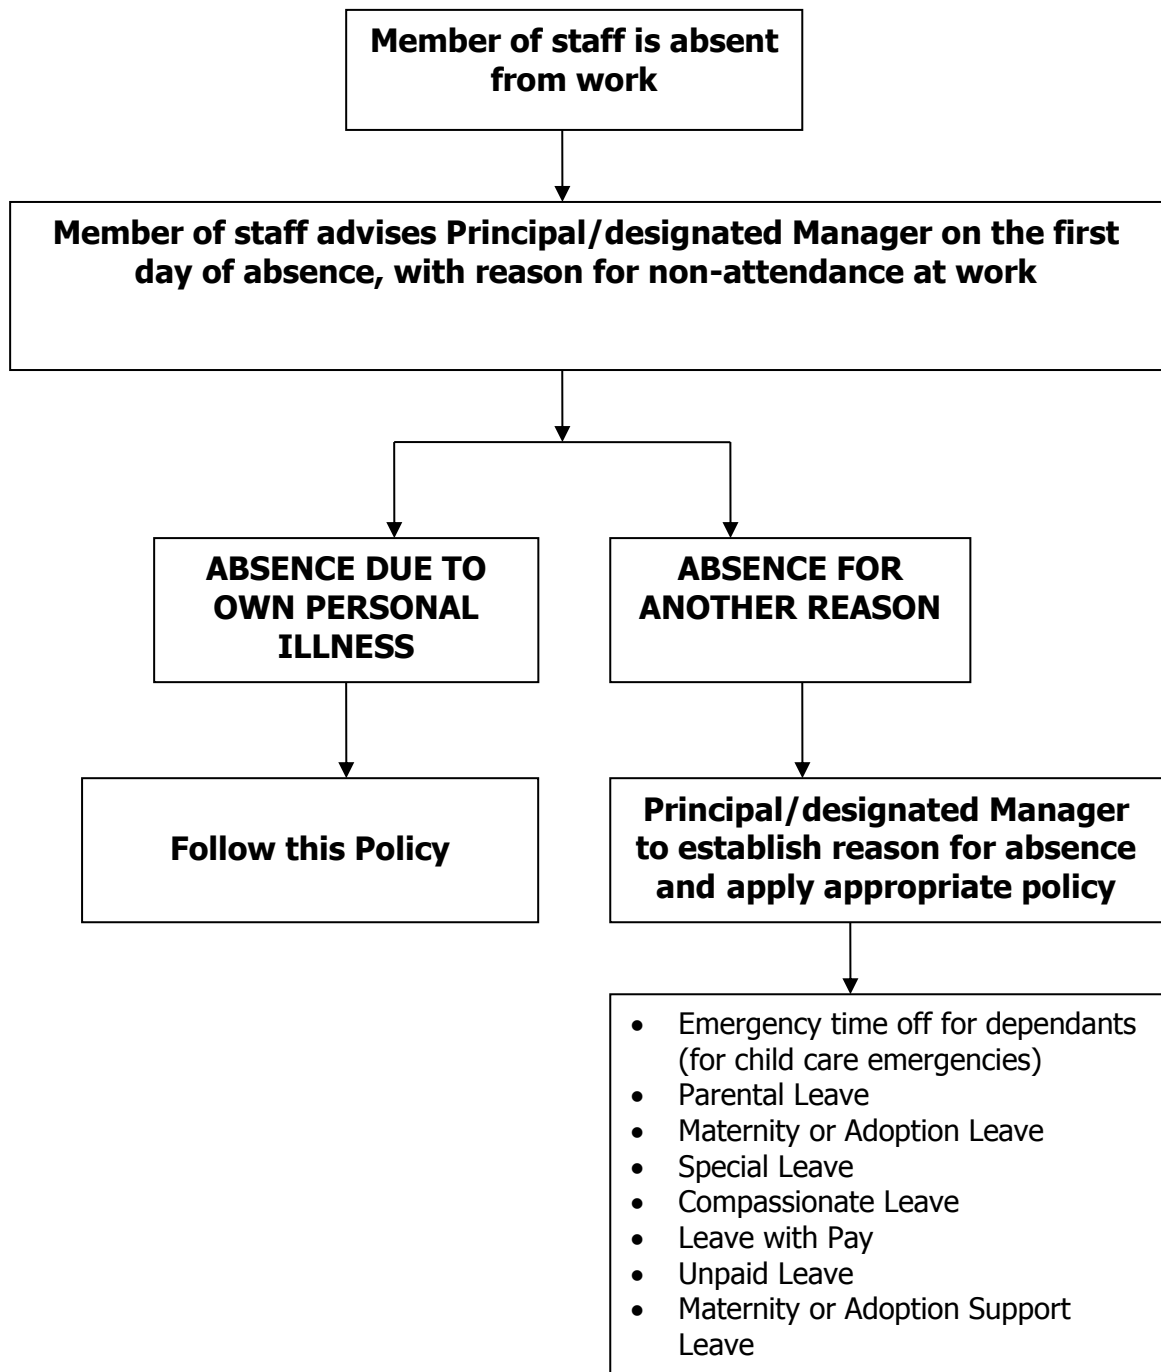 Member of staff is absent
from work
Member of staff advises Principal/designated Manager on the first
day of absence, with reason for non-attendance at work
ABSENCE DUE TO
OWN PERSONAL
ILLNESS
ABSENCE FOR
ANOTHER REASON
Follow this Policy
Principal/designated Manager
to establish reason for absence
and apply appropriate policy
• Emergency time off for dependants
(for child care emergencies)
• Parental Leave
• Maternity or Adoption Leave
• Special Leave
• Compassionate Leave
• Leave with Pay
• Unpaid Leave
• Maternity or Adoption Support
Leave